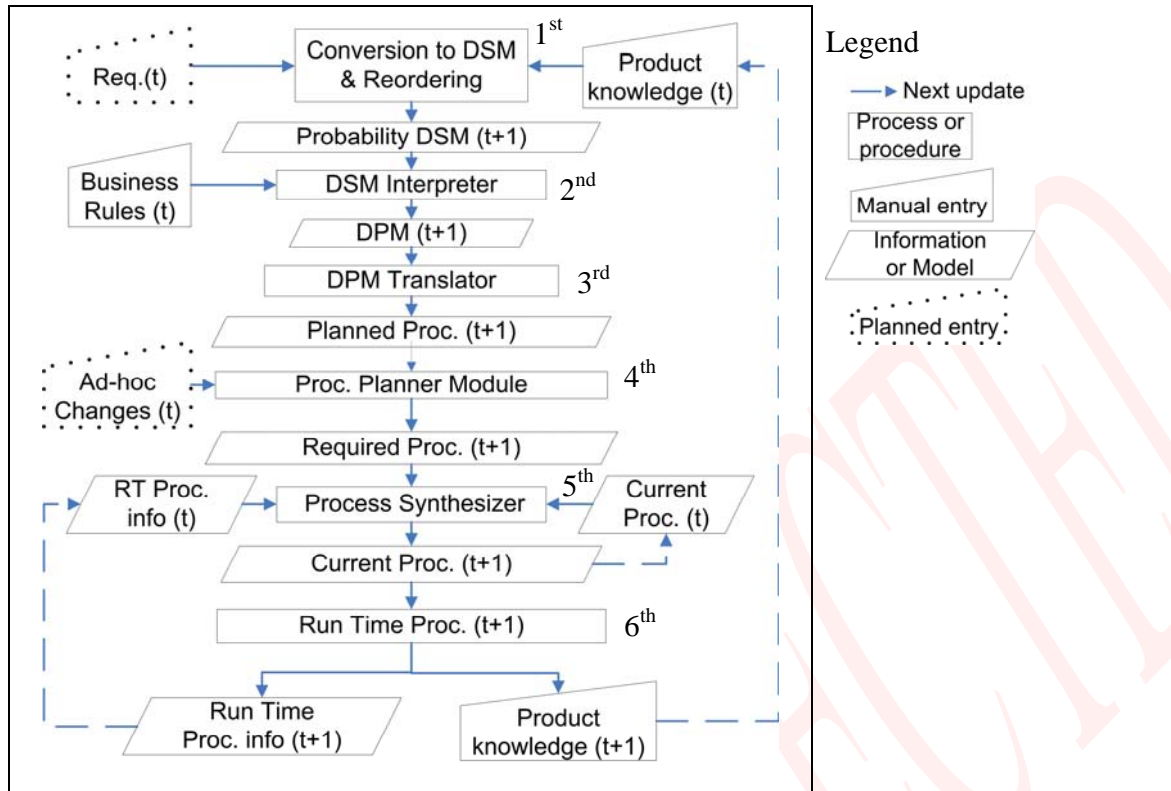 1st
Conversion to DSM
& Reordering
Req.(t)
Product
knowledge (t)
Probability DSM (t+1)
Business
Rules (t)
DSM Interpreter
2nd
DPM (t+1)
DPM Translator
3rd
Planned Proc. (t+1)
Ad-hoc
Changes (t)
Proc. Planner Module
4th
Required Proc. (t+1)
RT Proc.
info (t)
Process Synthesizer
5th
Current
Proc. (t)
Current Proc. (t+1)
Run Time Proc. (t+1)
6th
Run Time
Proc. info (t+1)
Product
knowledge (t+1)
Legend
Next update
Process or
procedure
Manual entry
Information
or Model
Planned entry
ECTED